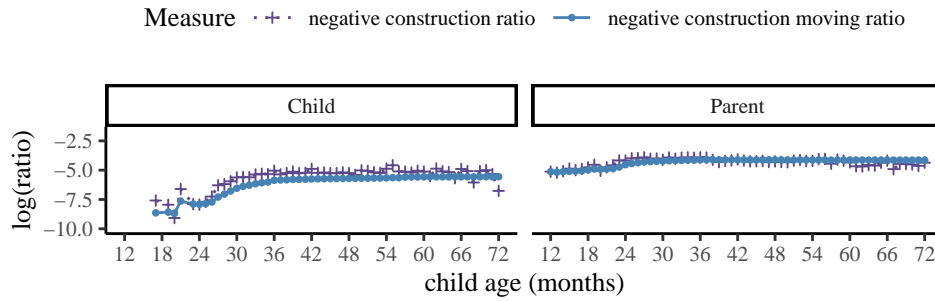 Measure negative construction ratio negative construction moving ratio
Child Parent
−2.5
−5.0
−7.5
−10.0
log(ratio)
12 18 24 30 36 42 48 54 60 66 72 12 18 24 30 36 42 48 54 60 66 72
child age (months)